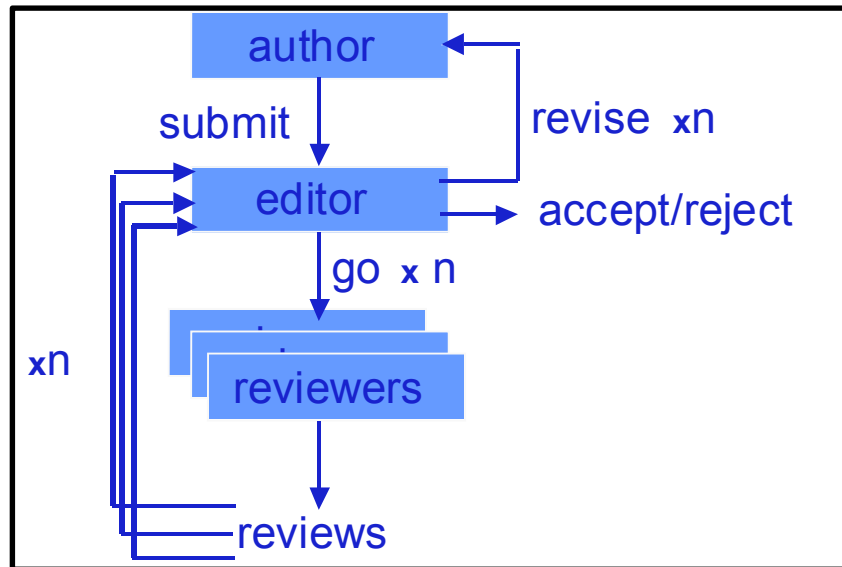 author
submit
revise xn
editor
accept/reject
go x n
xn
reviewers
reviews